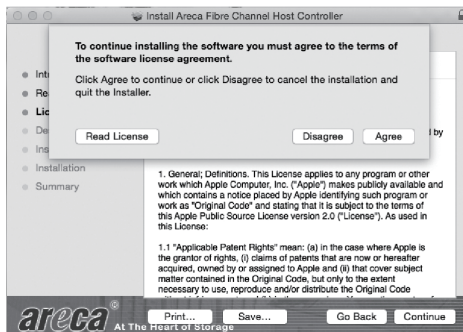 Install Areca Fibre Channel Host Controller
To continue installing the software you must agree to the terms of
the software license agreement.
Click Agree to continue or click Disagree to cancel the installation and
quit the Installer.
Read License
Disagree
Agree
Int
Re
Lic
De
Ins
Installation
Summary
by
1. General; Definitions. This License applies to any program or other
work which Apple Computer, Inc. ("Apple") makes publicly available and
which contains a notice placed by Apple identifying such program or
work as "Original Code" and stating that it is subject to the terms of
this Apple Public Source License version 2.0 ("License"). As used in
this License:
1.1 "Applicable Patent Rights" mean: (a) in the case where Apple is
the grantor of rights, (i) claims of patents that are now or hereafter
acquired, owned by or assigned to Apple and (ii) that cover subject
matter contained in the Original Code, but only to the extent
necessary to use, reproduce and/or distribute the Original Code
areca®
At The Heart of Storage
Print...
Save...
Go Back
Continue